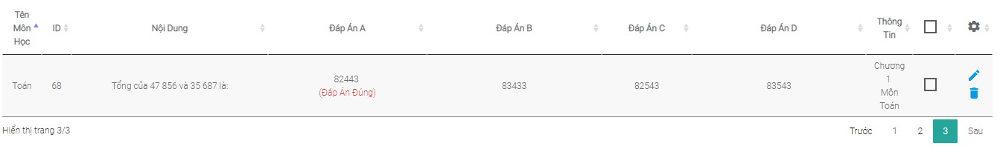 Tên Môn Học
ID
Nội Dung
Đáp Án A
Đáp Án B
Đáp Án C
Đáp Án D
Thông Tin
Toán
68
Tổng của 47 856 và 35 687 là:
82443
(Đáp Án Đúng)
83433
82543
83543
Chương
1
Môn
Toán
Hiển thị trang 3/3
Trước 1 2 3 Sau